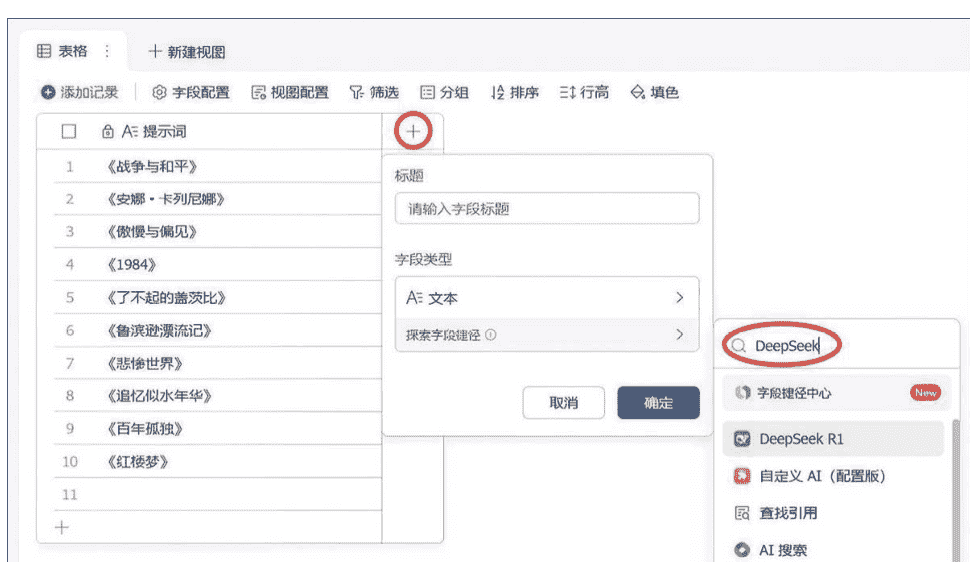 表格
新建视图
添加记录 字段配置 视图配置 筛选 分组 排序 行高 填色
提示词
1 《战争与和平》
2 《安娜·卡列尼娜》
3 《傲慢与偏见》
4 《1984》
5 《了不起的盖茨比》
6 《鲁滨逊漂流记》
7 《悲惨世界》
8 《追忆似水年华》
9 《百年孤独》
10 《红楼梦》
11
标题
请输入字段标题
字段类型
文本
探索字段捷径
取消 确定
DeepSeek
字段捷径中心 New
DeepSeek R1
自定义 AI（配置版）
查找引用
AI 搜索